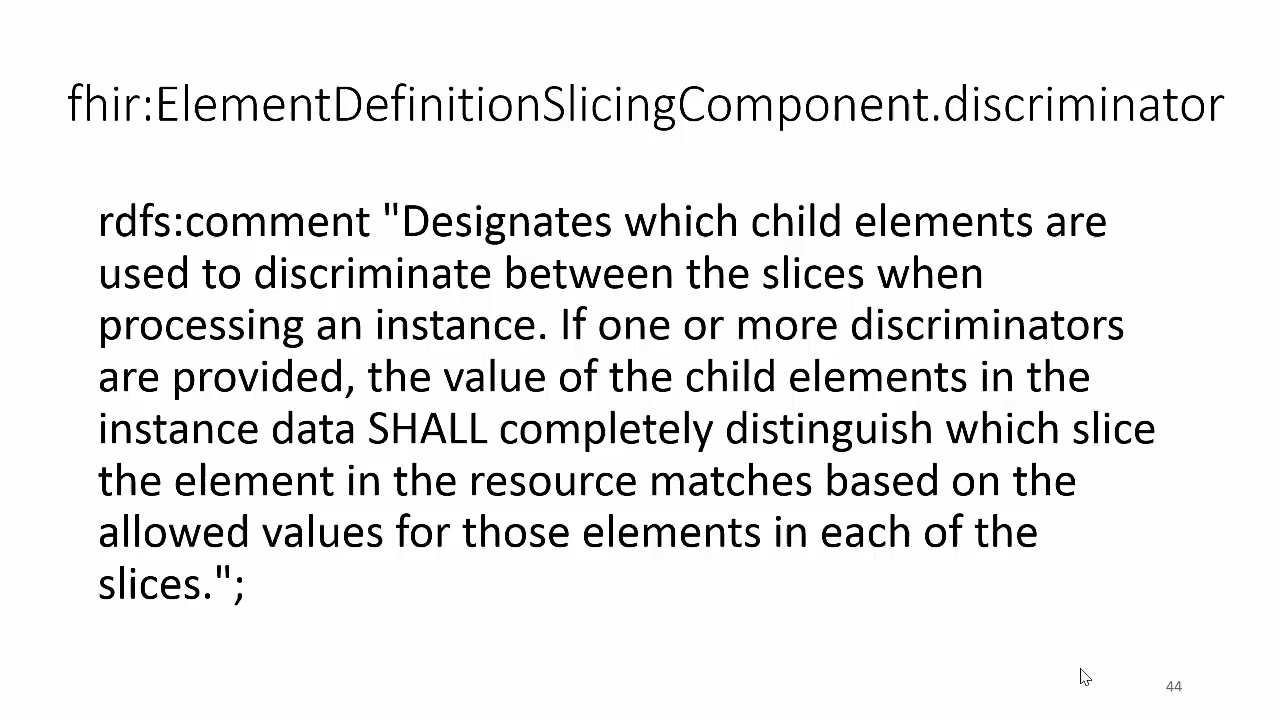 fhir:ElementDefinitionSlicingComponent.discriminator
rdfs:comment "Designates which child elements are
used to discriminate between the slices when
processing an instance. If one or more discriminators
are provided, the value of the child elements in the
instance data SHALL completely distinguish which slice
the element in the resource matches based on the
allowed values for those elements in each of the
slices.";
44